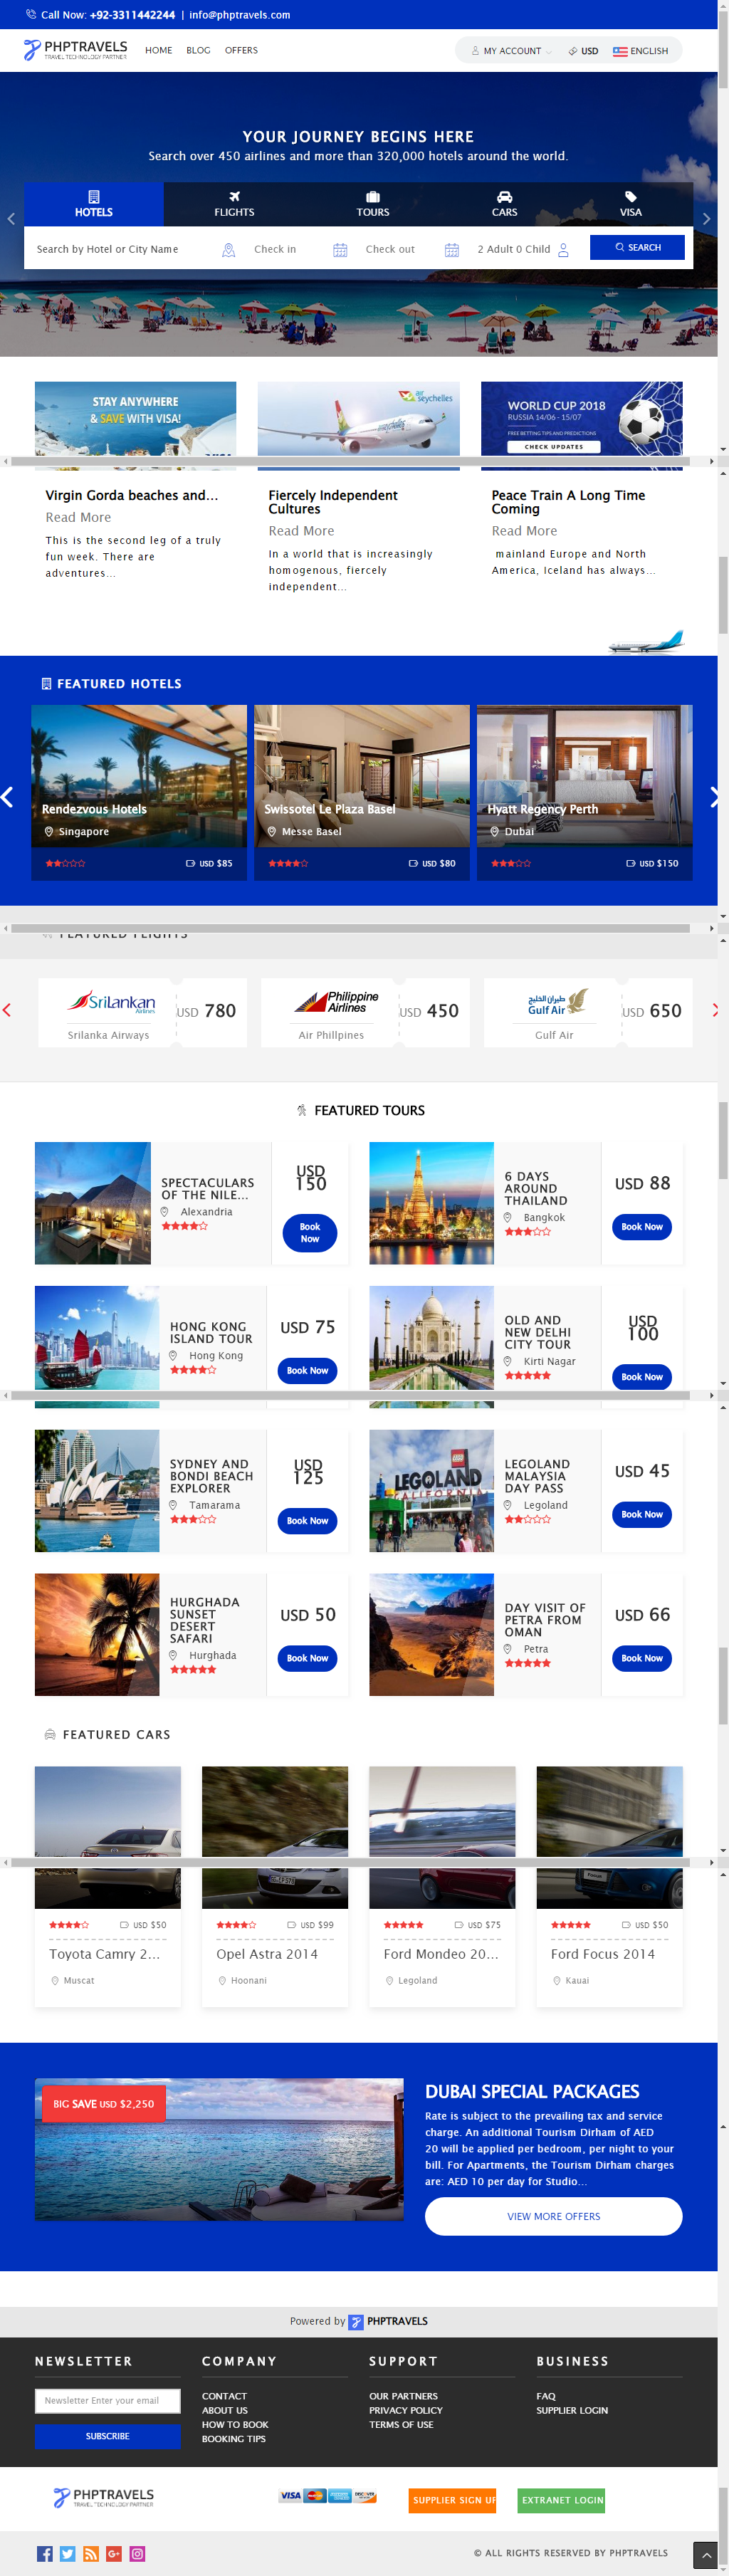 Call Now: +92-3311442244 | info@phptravels.com
PHPTRAVELS
TRAVEL TECHNOLOGY PARTNER
HOME BLOG OFFERS
MY ACCOUNT USD ENGLISH
YOUR JOURNEY BEGINS HERE
Search over 450 airlines and more than 320,000 hotels around the world.
HOTELS FLIGHTS TOURS CARS VISA
Search by Hotel or City Name Check in Check out 2 Adult 0 Child SEARCH
STAY ANYWHERE
& SAVE WITH VISA!
VISA
air
seychelles
WORLD CUP 2018
RUSSIA 14/06 - 15/07
FREE BETTING TIPS AND PREDICTIONS
CHECK UPDATES
Virgin Gorda beaches and...
Read More
This is the second leg of a truly
fun week. There are
adventures...
Fiercely Independent
Cultures
Read More
In a world that is increasingly
homogenous, fiercely
independent...
Peace Train A Long Time
Coming
Read More
mainland Europe and North
America, Iceland has always...
FEATURED HOTELS
Rendezvous Hotels
Singapore
USD $85
Swissotel Le Plaza Basel
Messe Basel
USD $80
Hyatt Regency Perth
Dubai
USD $150
FEATURED FLIGHTS
SriLankan
Airlines
Srilanka Airways
USD 780
Philippine
Airlines
Air Phillpines
USD 450
طيران الخليج
Gulf Air
Gulf Air
USD 650
FEATURED TOURS
SPECTACULARS
OF THE NILE...
Alexandria
USD
150
Book
Now
6 DAYS
AROUND
THAILAND
Bangkok
USD 88
Book Now
HONG KONG
ISLAND TOUR
Hong Kong
USD 75
Book Now
OLD AND
NEW DELHI
CITY TOUR
Kirti Nagar
USD
100
Book Now
SYDNEY AND
BONDI BEACH
EXPLORER
Tamarama
USD
125
Book Now
LEGO
LEGOLAND
CALIFORNIA
LEGOLAND
MALAYSIA
DAY PASS
Legoland
USD 45
Book Now
HURGHADA
SUNSET
DESERT
SAFARI
Hurghada
USD 50
Book Now
DAY VISIT OF
PETRA FROM
OMAN
Petra
USD 66
Book Now
FEATURED CARS
USD $50
Toyota Camry 2...
Muscat
USD $99
Opel Astra 2014
Hoonani
USD $75
Ford Mondeo 20...
Legoland
Focus
USD $50
Ford Focus 2014
Kauai
BIG SAVE USD $2,250
DUBAI SPECIAL PACKAGES
Rate is subject to the prevailing tax and service
charge. An additional Tourism Dirham of AED
20 will be applied per bedroom, per night to your
bill. For Apartments, the Tourism Dirham charges
are: AED 10 per day for Studio...
VIEW MORE OFFERS
Powered by PHPTRAVELS
NEWSLETTER
Newsletter Enter your email
SUBSCRIBE
COMPANY
CONTACT
ABOUT US
HOW TO BOOK
BOOKING TIPS
SUPPORT
OUR PARTNERS
PRIVACY POLICY
TERMS OF USE
BUSINESS
FAQ
SUPPLIER LOGIN
PHPTRAVELS
TRAVEL TECHNOLOGY PARTNER
VISA MasterCard AMERICAN EXPRESS DISCOVER
SUPPLIER SIGN UP
EXTRANET LOGIN
© ALL RIGHTS RESERVED BY PHPTRAVELS